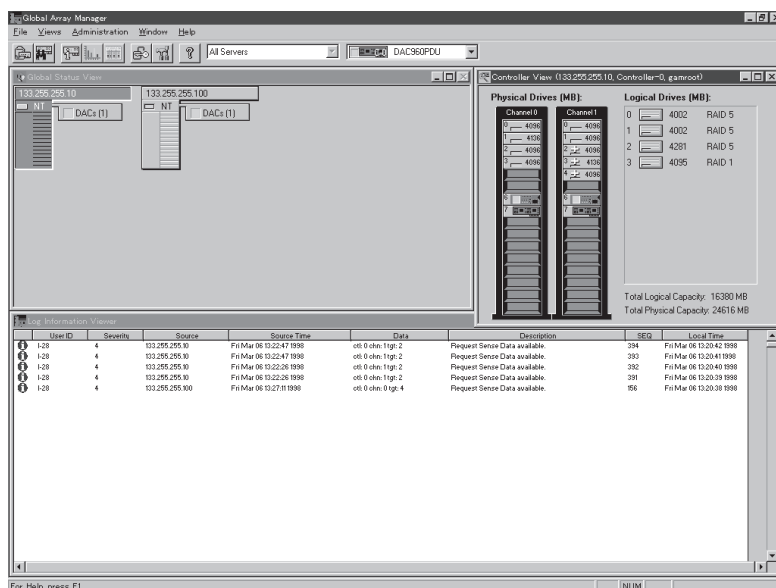 Global Array Manager
File Views Administration Window Help
All Servers DAC960PDU
Global Status View
133.255.255.10 133.255.255.100
NT DACs (1) NT DACs (1)
Controller View (133.255.255.10, Controller-0, gamroot)
Physical Drives (MB): Logical Drives (MB):
Channel 0 Channel 1
0 4096 0 4096
1 4136 1 4096
2 4096 2 4096
3 4096 3 4136
4 4096
6 6
7 7
0 4002 RAID 5
1 4002 RAID 5
2 4281 RAID 5
3 4095 RAID 1
Total Logical Capacity: 16380 MB
Total Physical Capacity: 24616 MB
Log Information Viewer
User ID Severity Source Source Time Data Description SEQ Local Time
I-28 4 133.255.255.10 Fri Mar 06 13:22:47 1998 ctl: 0 chn: 1 tgt: 2 Request Sense Data available. 394 Fri Mar 06 13:20:42 1998
I-28 4 133.255.255.10 Fri Mar 06 13:22:47 1998 ctl: 0 chn: 1 tgt: 2 Request Sense Data available. 393 Fri Mar 06 13:20:41 1998
I-28 4 133.255.255.10 Fri Mar 06 13:22:26 1998 ctl: 0 chn: 1 tgt: 2 Request Sense Data available. 392 Fri Mar 06 13:20:40 1998
I-28 4 133.255.255.10 Fri Mar 06 13:22:26 1998 ctl: 0 chn: 1 tgt: 2 Request Sense Data available. 391 Fri Mar 06 13:20:39 1998
I-28 4 133.255.255.100 Fri Mar 06 13:27:11 1998 ctl: 0 chn: 0 tgt: 4 Request Sense Data available. 156 Fri Mar 06 13:20:38 1998
For Help, press F1 NUM